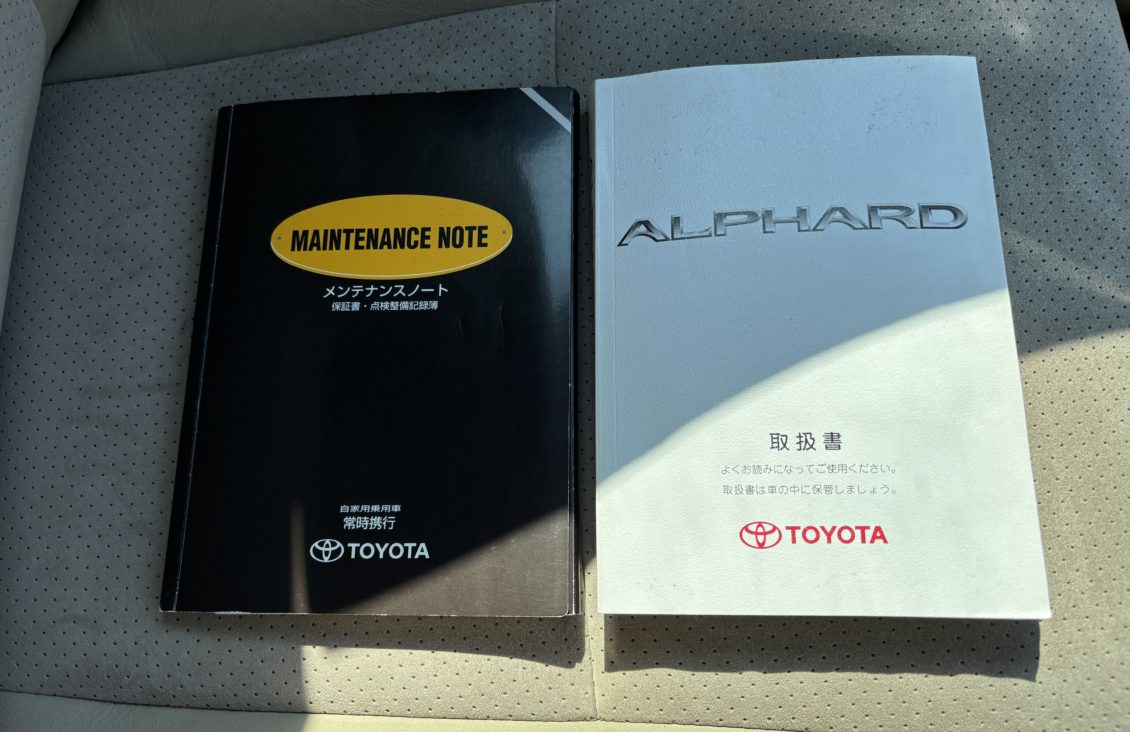 MAINTENANCE NOTE
メンテナンスノート
保証書・点検整備記録簿
自家用乗用車
常時携行
TOYOTA
ALPHARD
取扱書
よくお読みになってご使用ください。
取扱書は車の中に保管しましょう。
TOYOTA